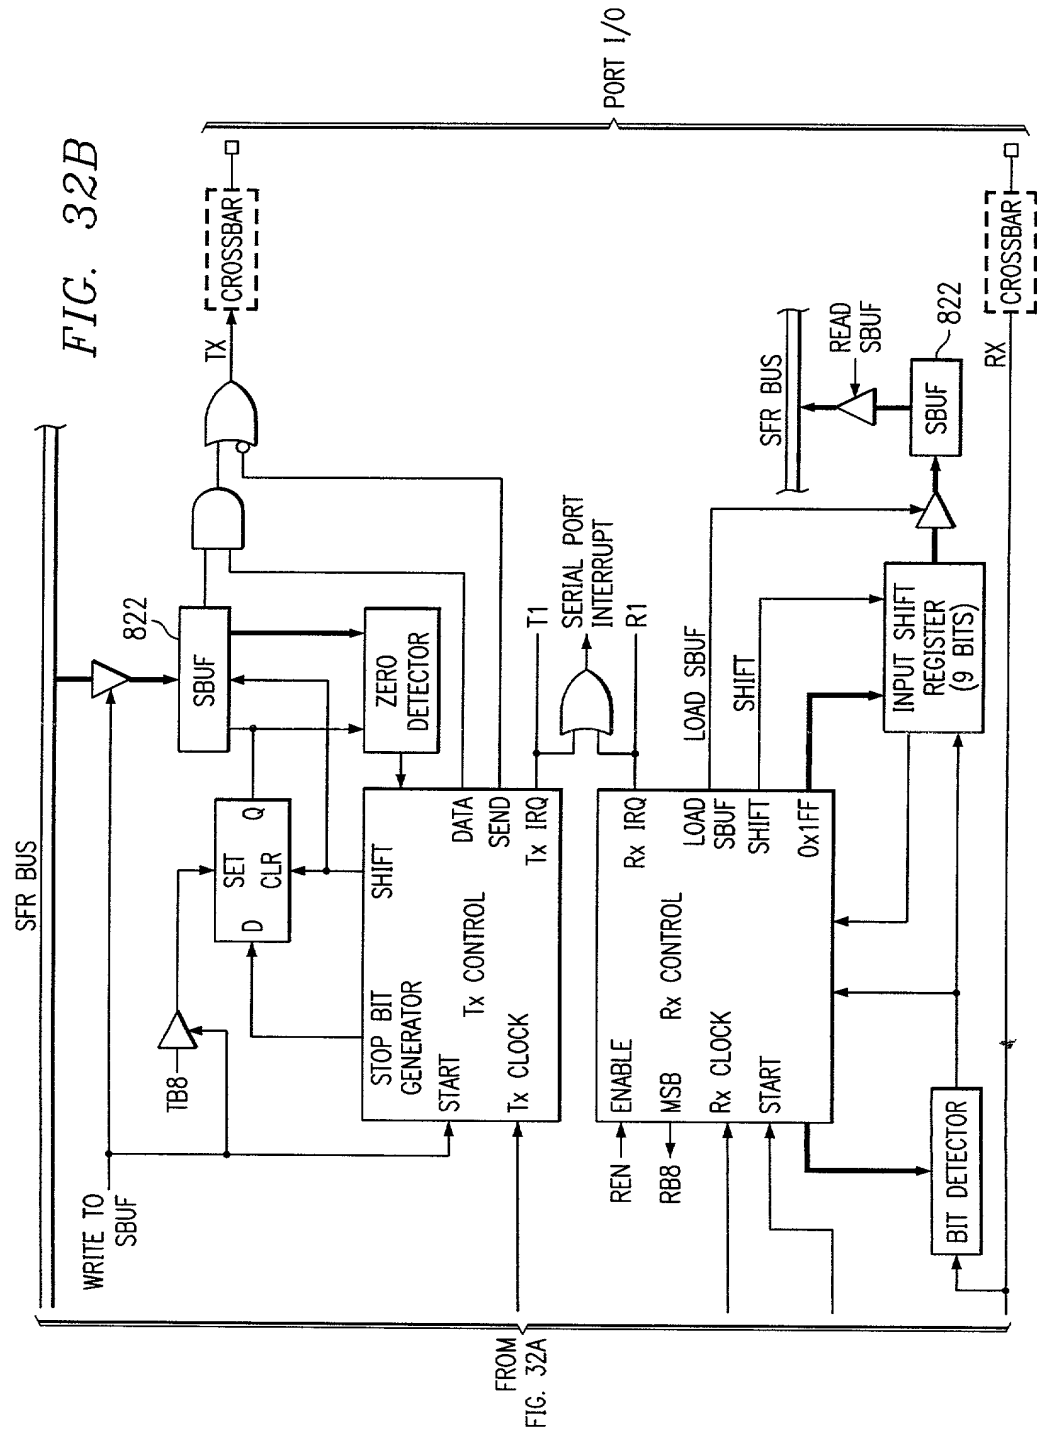 FIG. 32B
SFR BUS
WRITE TO
SBUF
TB8
D
SET
CLR
Q
SBUF
822
TX
CROSSBAR
PORT I/O
ZERO
DETECTOR
STOP BIT
GENERATOR
SHIFT
START
Tx CONTROL
DATA
SEND
Tx CLOCK
Tx IRQ
T1
SERIAL PORT
INTERRUPT
R1
FROM
FIG. 32A
REN
ENABLE
Rx IRQ
RB8
MSB
Rx CONTROL
LOAD
SBUF
Rx CLOCK
SHIFT
START
0x1FF
LOAD SBUF
SHIFT
SFR BUS
READ
SBUF
INPUT SHIFT
REGISTER
(9 BITS)
SBUF
822
BIT DETECTOR
RX
CROSSBAR